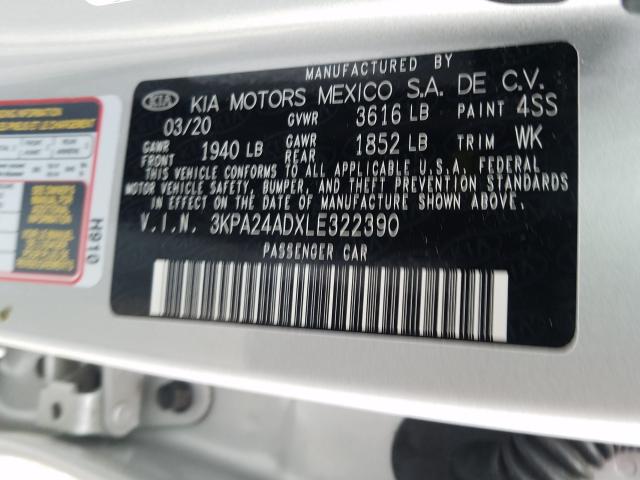 MANUFACTURED BY
KIA KIA MOTORS MEXICO S.A. DE C.V.
03/20 GVWR 3616 LB PAINT 4SS
GAWR FRONT 1940 LB GAWR REAR 1852 LB TRIM WK
THIS VEHICLE CONFORMS TO ALL APPLICABLE U.S.A. FEDERAL
MOTOR VEHICLE SAFETY, BUMPER, AND THEFT PREVENTION STANDARDS
IN EFFECT ON THE DATE OF MANUFACTURE SHOWN ABOVE.
V.I.N. 3KPA24ADXLE322390
PASSENGER CAR
H910